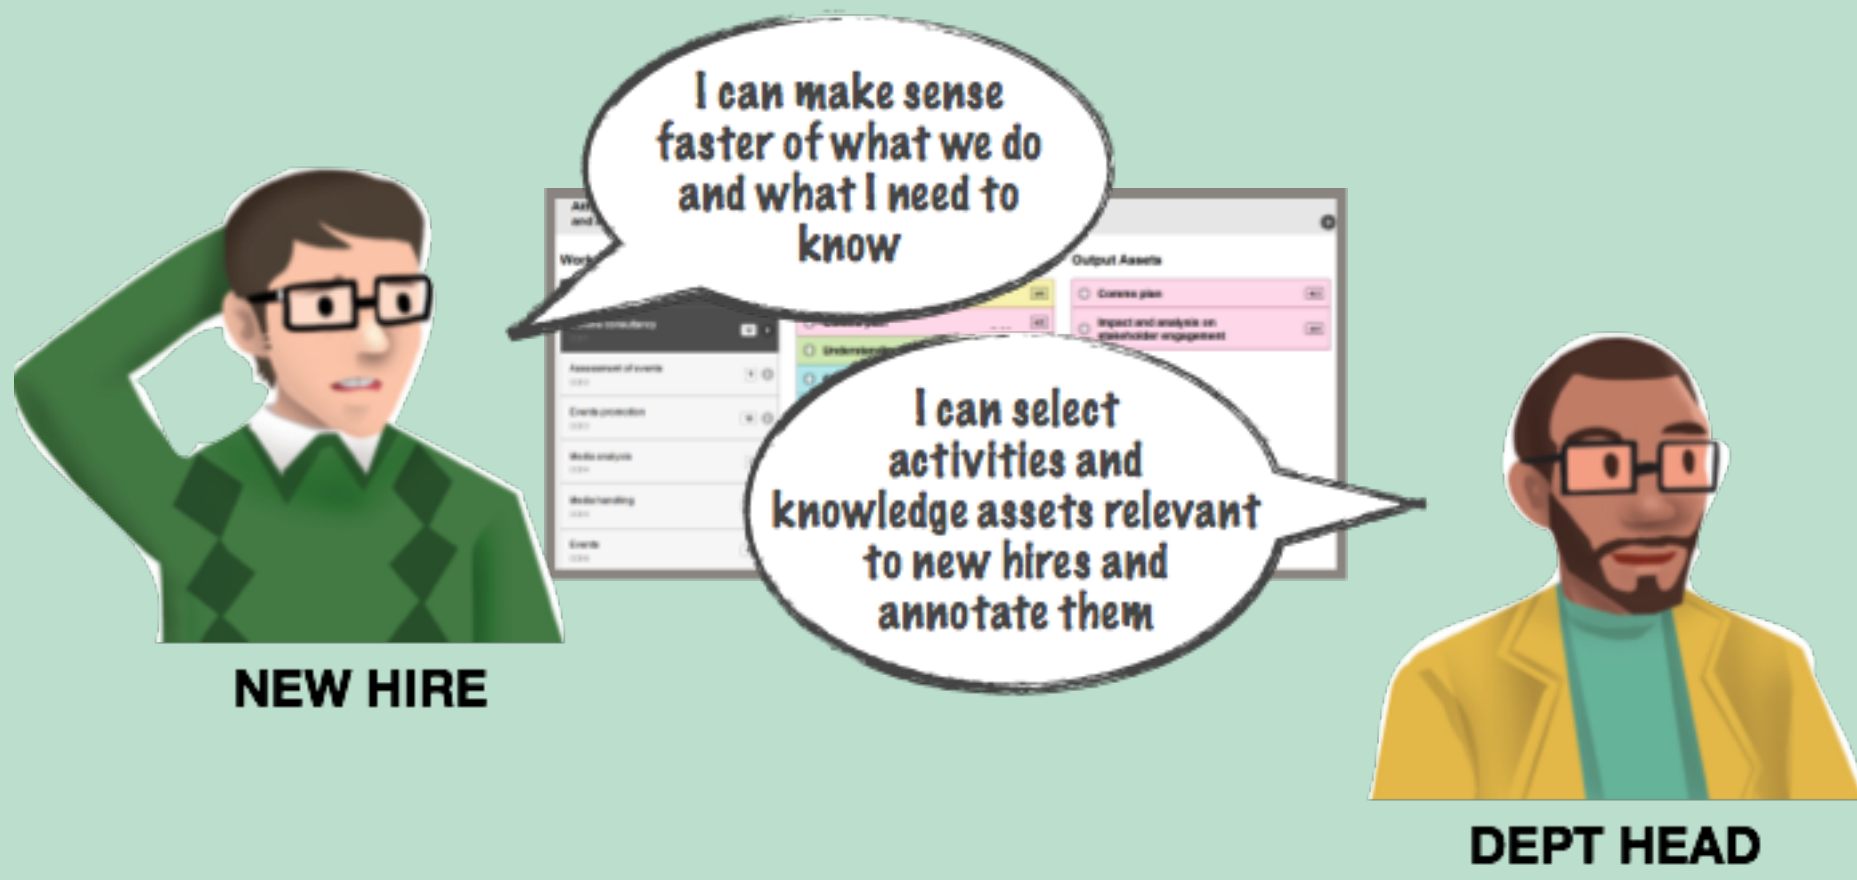 I can make sense
faster of what we do
and what I need to
know
and
Output Assets
Comms plan
Impact and analysis on
stakeholder engagement
consultancy
Assessment of events
Events promotion
Media analysis
Media handling
Events
I can select
activities and
knowledge assets relevant
to new hires and
annotate them
NEW HIRE
DEPT HEAD